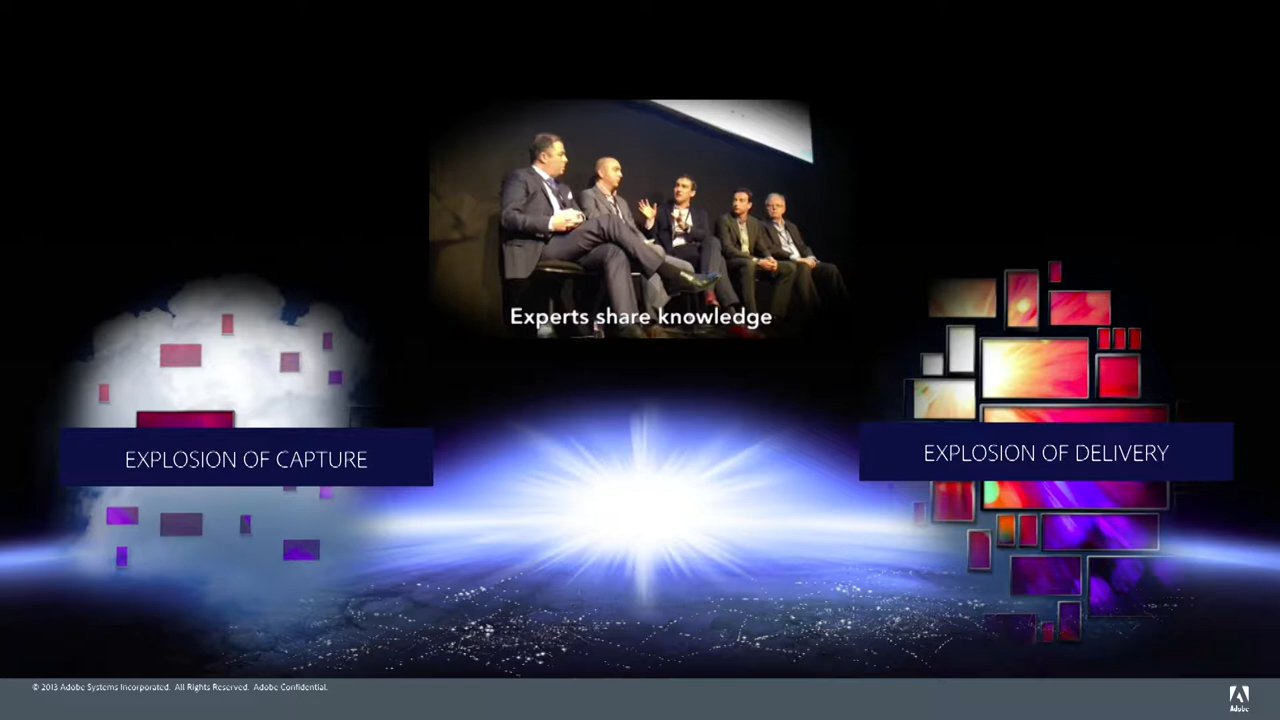 Experts share knowledge
EXPLOSION OF CAPTURE
EXPLOSION OF DELIVERY
© 2013 Adobe Systems Incorporated. All Rights Reserved. Adobe Confidential.
Adobe